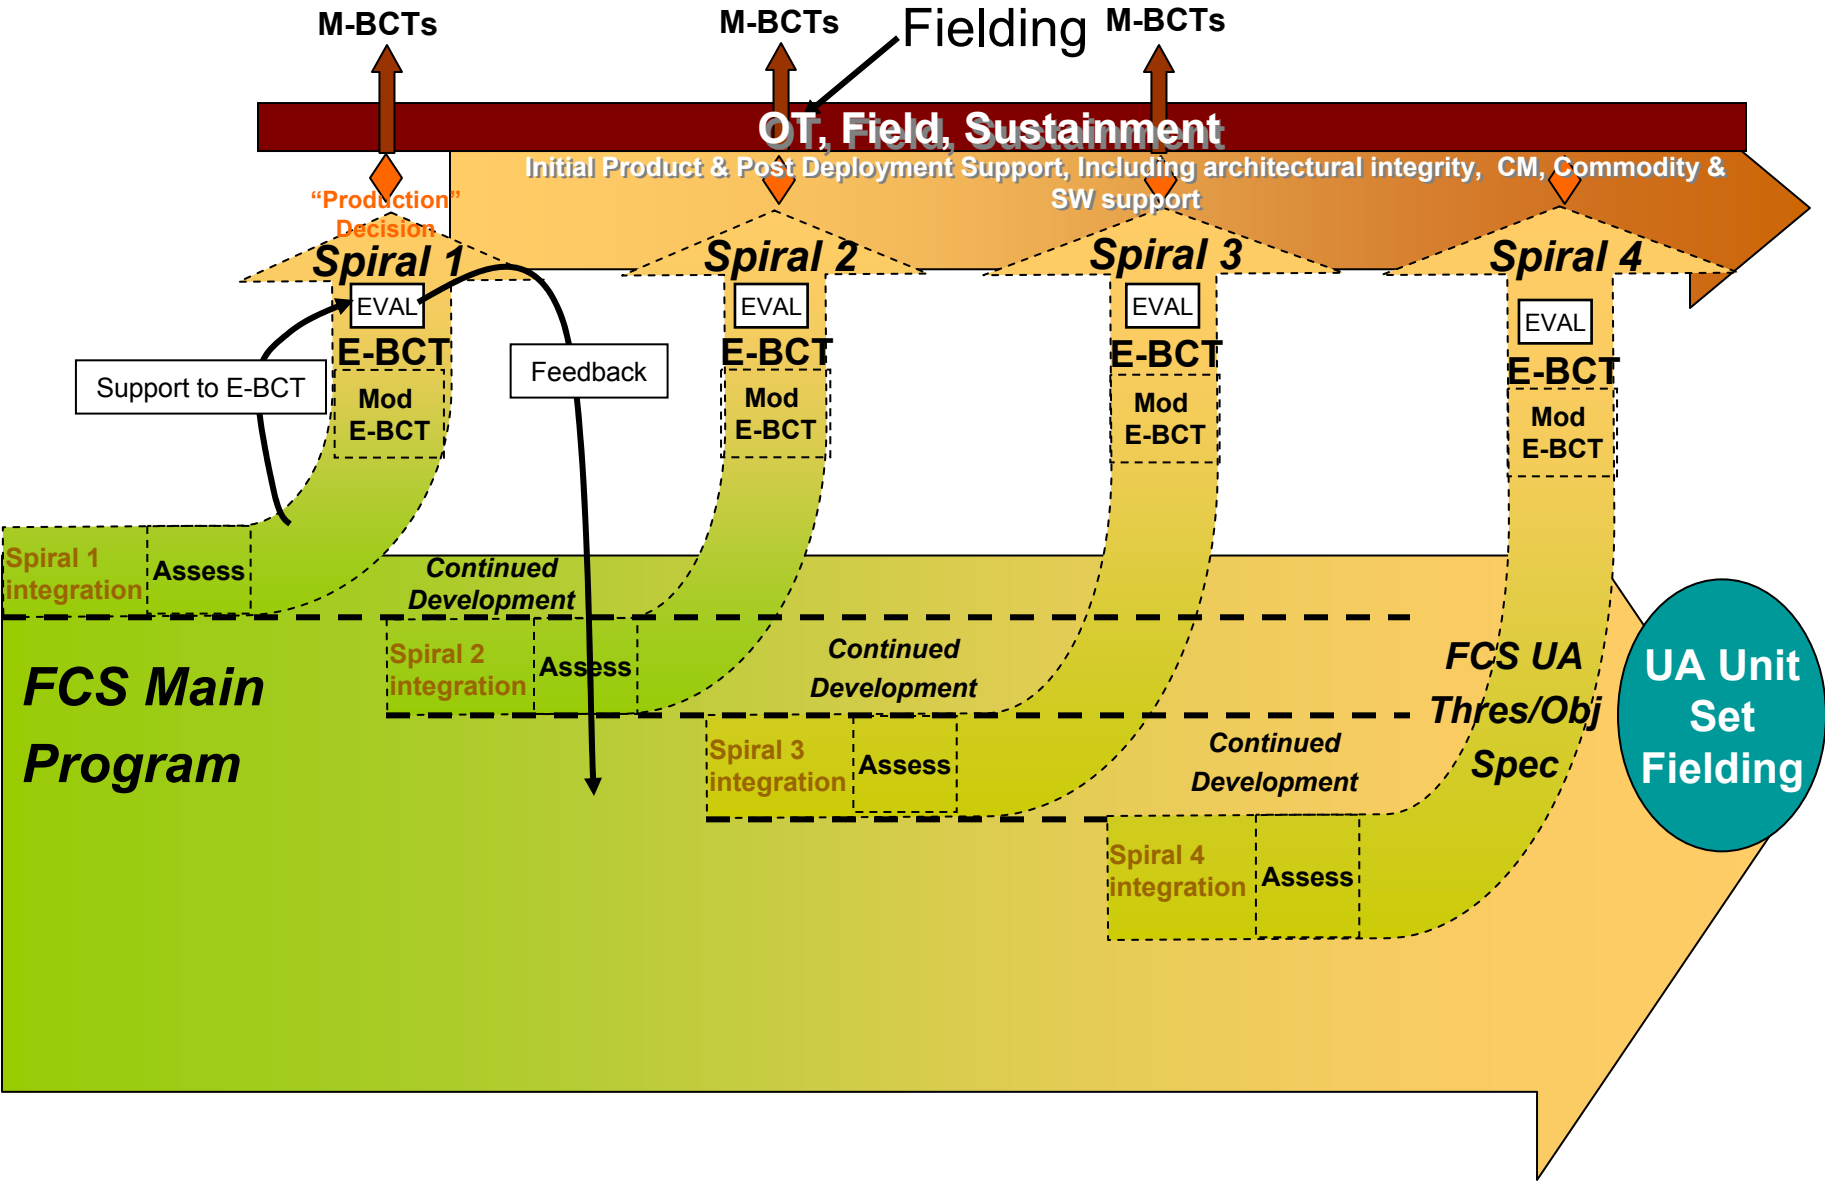 M-BCTs
M-BCTs
Fielding
M-BCTs
OT, Field, Sustainment
Initial Product & Post Deployment Support, Including architectural integrity, CM, Commodity &
SW support
“Production”
Decision
Spiral 1
Spiral 2
Spiral 3
Spiral 4
EVAL
EVAL
EVAL
EVAL
E-BCT
E-BCT
E-BCT
E-BCT
Support to E-BCT
Feedback
Mod
E-BCT
Mod
E-BCT
Mod
E-BCT
Mod
E-BCT
Spiral 1
integration
Assess
Continued
Development
Spiral 2
integration
Assess
Continued
Development
FCS Main
Program
FCS UA
Thres/Obj
Spec
UA Unit
Set
Fielding
Spiral 3
integration
Assess
Continued
Development
Spiral 4
integration
Assess